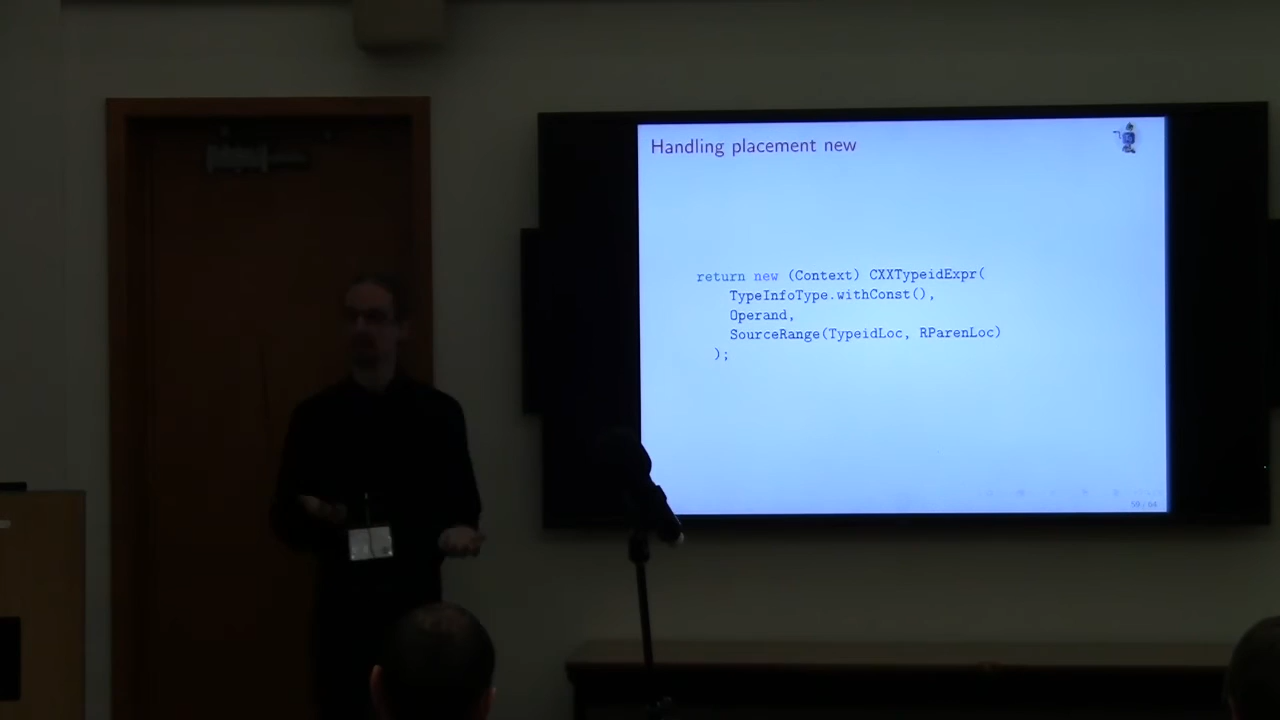 Handling placement new
return new (Context) CXXTypeidExpr(
TypeInfoType.withConst(),
Operand,
SourceRange(TypeidLoc, RParenLoc)
);